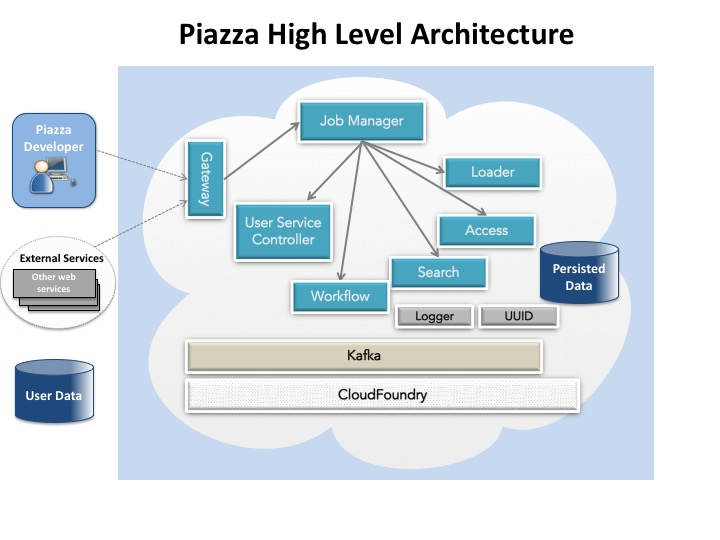 Piazza High Level Architecture
Piazza
Developer
Job Manager
Gateway
Loader
User Service
Controller
Access
External Services
Other web
services
Search
Persisted
Data
Workflow
Logger
UUID
Kafka
User Data
CloudFoundry